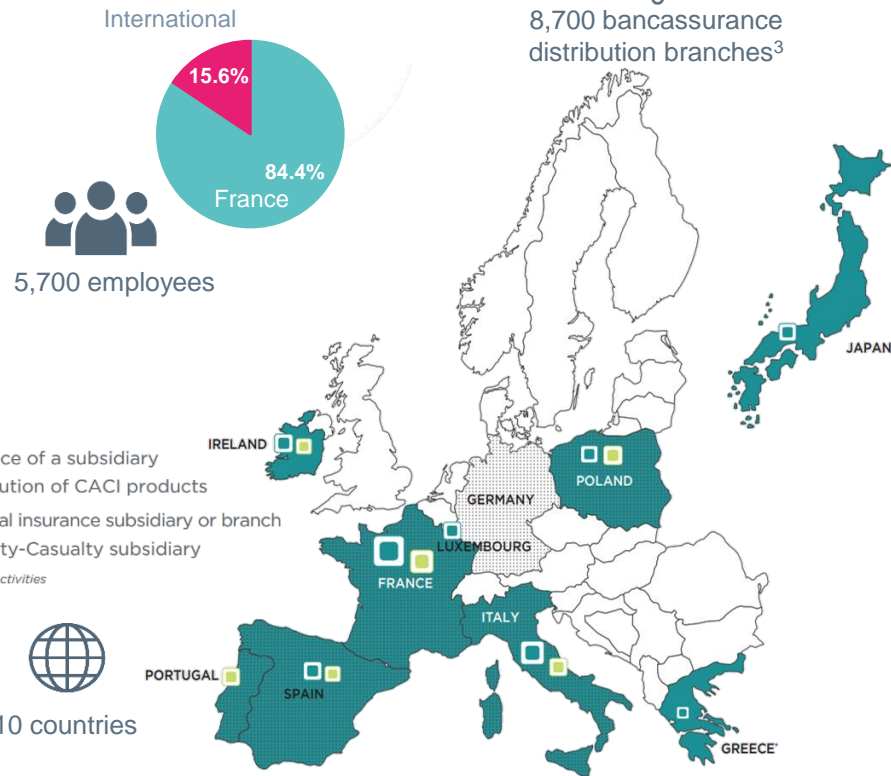 International
8,700 bancassurance
distribution branches³
15.6%
84.4%
France
5,700 employees
JAPAN
IRELAND
ce of a subsidiary
ution of CACI products
al insurance subsidiary or branch
ty-Casualty subsidiary
ctivities
POLAND
GERMANY
LUXEMBOURG
FRANCE
ITALY
PORTUGAL
SPAIN
10 countries
GREECE*